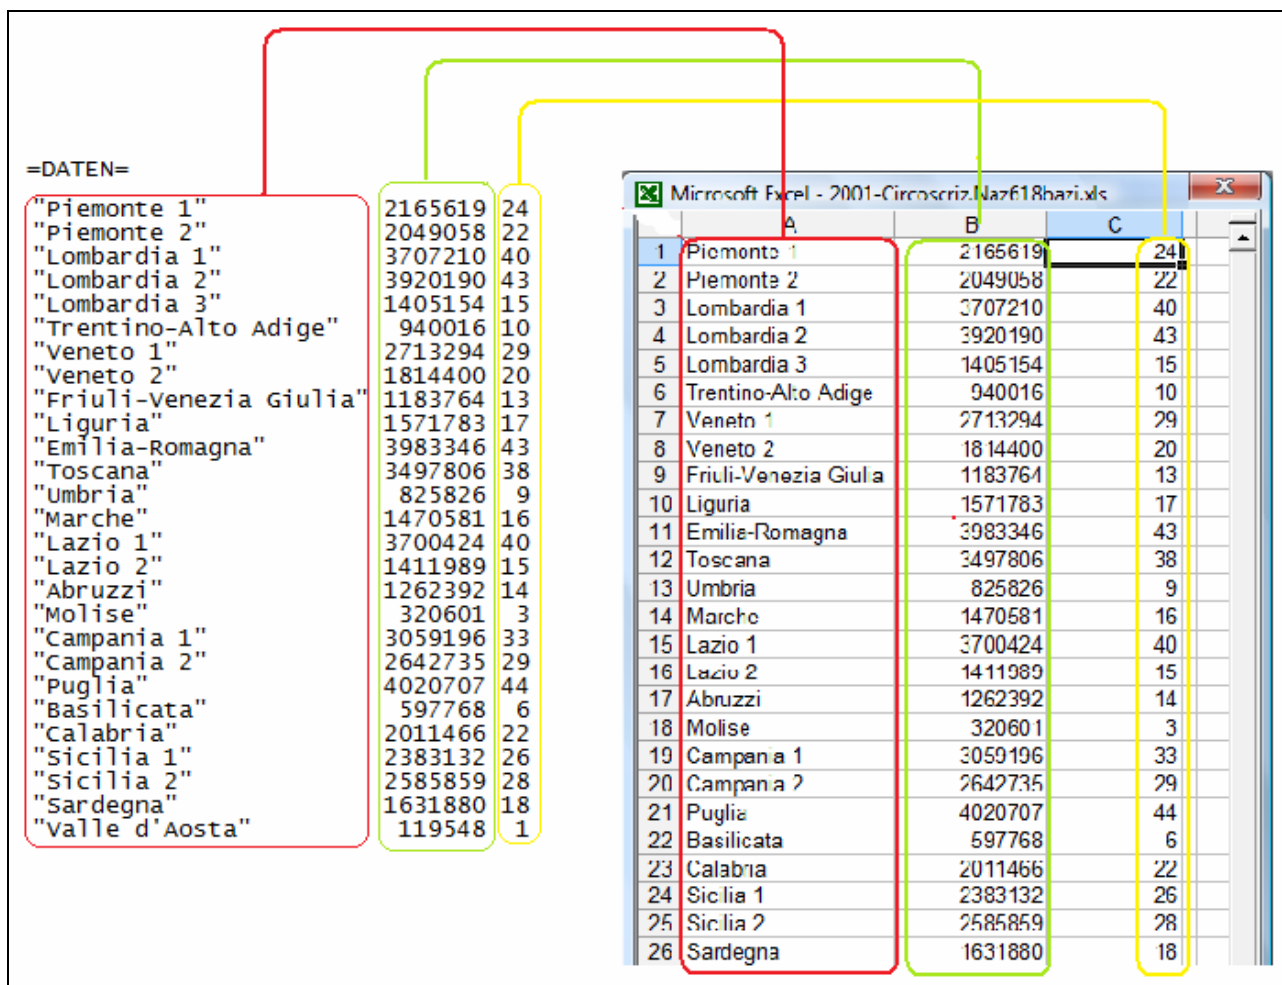 =DATEN=
"Piemonte 1" 2165619 24
"Piemonte 2" 2049058 22
"Lombardia 1" 3707210 40
"Lombardia 2" 3920190 43
"Lombardia 3" 1405154 15
"Trentino-Alto Adige" 940016 10
"Veneto 1" 2713294 29
"Veneto 2" 1814400 20
"Friuli-Venezia Giulia" 1183764 13
"Liguria" 1571783 17
"Emilia-Romagna" 3983346 43
"Toscana" 3497806 38
"Umbria" 825826 9
"Marche" 1470581 16
"Lazio 1" 3700424 40
"Lazio 2" 1411989 15
"Abruzzi" 1262392 14
"Molise" 320601 3
"Campania 1" 3059196 33
"Campania 2" 2642735 29
"Puglia" 4020707 44
"Basilicata" 597768 6
"Calabria" 2011466 22
"Sicilia 1" 2383132 26
"Sicilia 2" 2585859 28
"Sardegna" 1631880 18
"Valle d'Aosta" 119548 1
Microsoft Excel - 2001-Circoscriz.Naz618bazi.xls
A B C
1 Piemonte 1 2165619 24
2 Piemonte 2 2049058 22
3 Lombardia 1 3707210 40
4 Lombardia 2 3920190 43
5 Lombardia 3 1405154 15
6 Trentino-Alto Adige 940016 10
7 Veneto 1 2713294 29
8 Veneto 2 1814400 20
9 Friuli-Venezia Giulia 1183764 13
10 Liguria 1571783 17
11 Emilia-Romagna 3983346 43
12 Toscana 3497806 38
13 Umbria 825826 9
14 Marche 1470581 16
15 Lazio 1 3700424 40
16 Lazio 2 1411989 15
17 Abruzzi 1262392 14
18 Molise 320601 3
19 Campania 1 3059196 33
20 Campania 2 2642735 29
21 Puglia 4020707 44
22 Basilicata 597768 6
23 Calabria 2011466 22
24 Sicilia 1 2383132 26
25 Sicilia 2 2585859 28
26 Sardegna 1631880 18